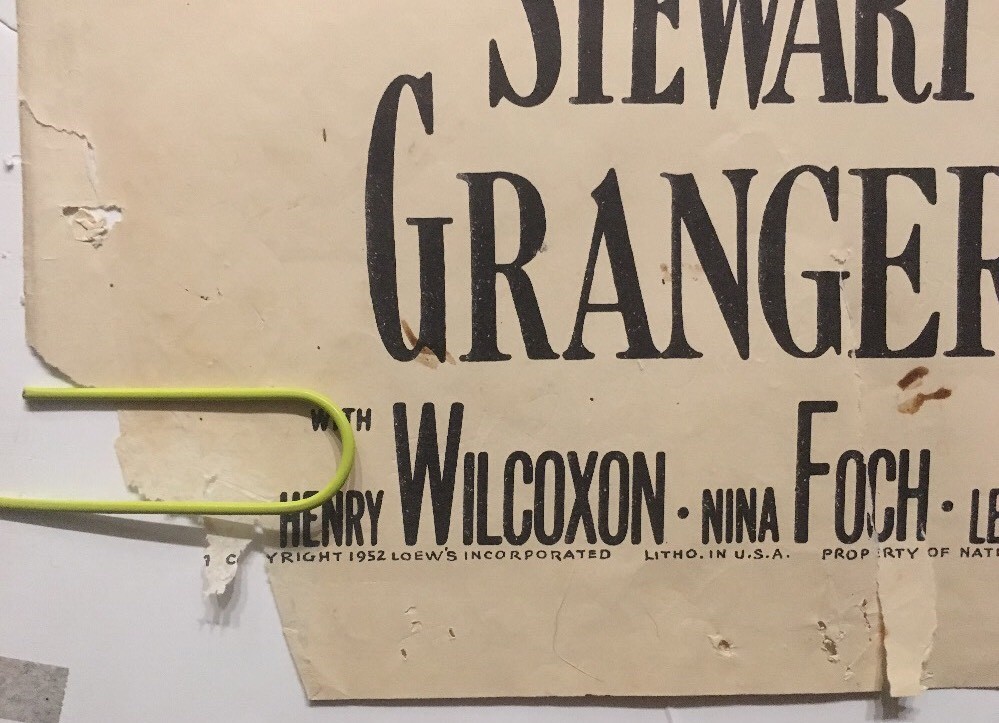 STEWART
GRANGER
WITH
HENRY WILCOXON · NINA FOCH ·
YRIGHT 1952 LOEW'S INCORPORATED LITHO. IN U.S.A. PROPERTY OF